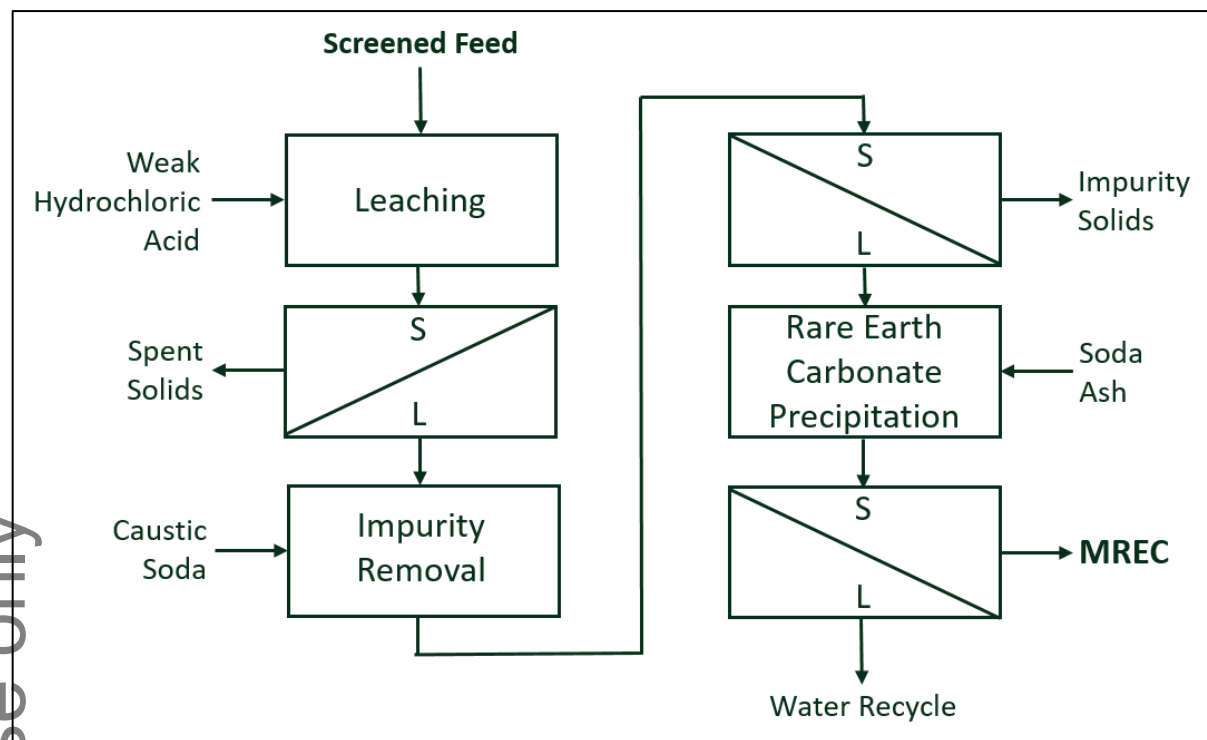 Screened Feed
Weak
Hydrochloric
Acid
Leaching
S
L
Spent
Solids
Caustic
Soda
Impurity
Removal
S
L
Impurity
Solids
Rare Earth
Carbonate
Precipitation
Soda
Ash
S
L
MREC
Water Recycle
only